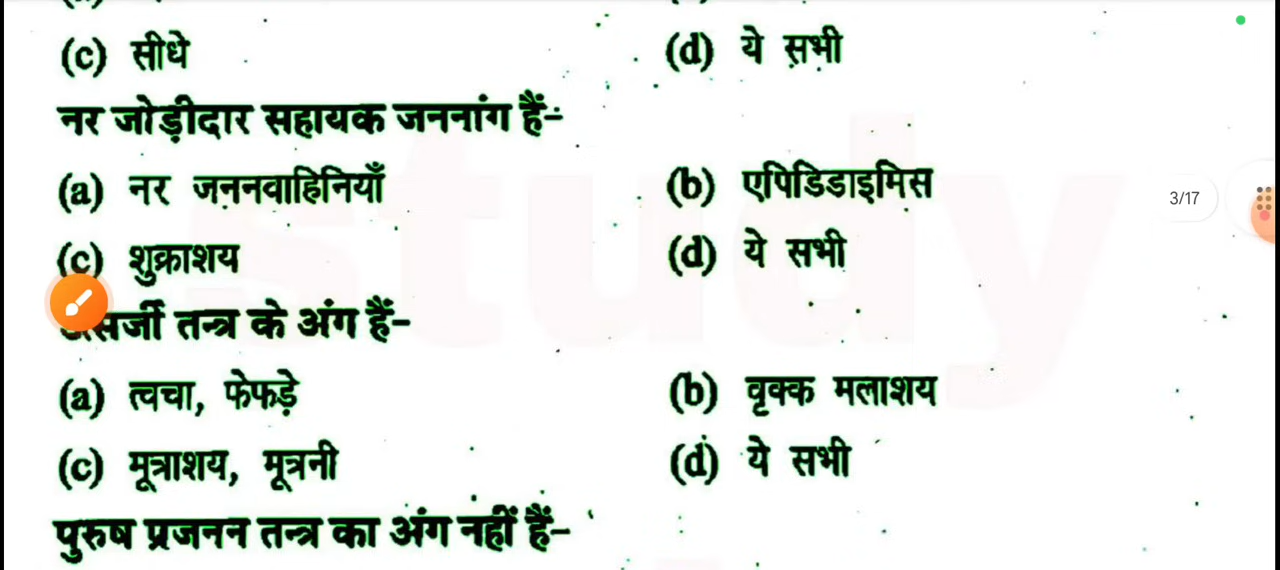 (c) सीधे
(d) ये सभी
नर जोड़ीदार सहायक जननांग हैं-
(a) नर जननवाहिनियाँ
(b) एपिडिडाइमिस
3/17
(c) शुक्राशय
(d) ये सभी
तन्त्र के अंग हैं-
(a) त्वचा, फेफड़े
(b) वृक्क मलाशय
(c) मूत्राशय, मूत्रनी
(d) ये सभी
पुरुष प्रजनन तन्त्र का अंग नहीं हैं-
study